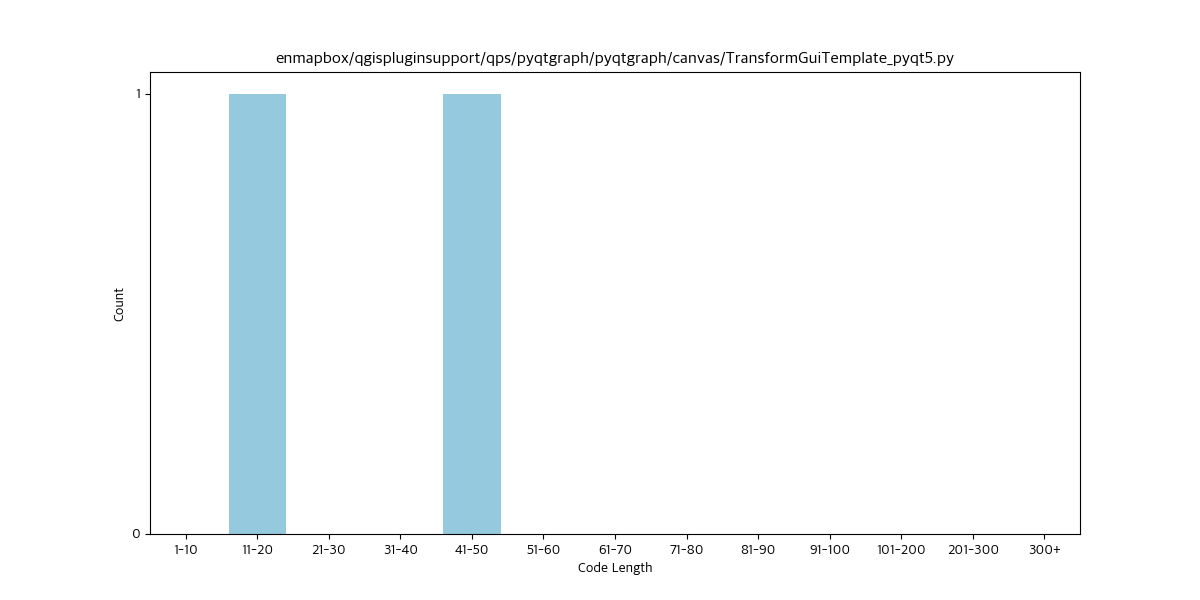 enmapbox/qgispluginsupport/qps/pyqtgraph/pyqtgraph/canvas/TransformGuiTemplate_pyqt5.py
1
Count
0
1-10 11-20 21-30 31-40 41-50 51-60 61-70 71-80 81-90 91-100 101-200 201-300 300+
Code Length